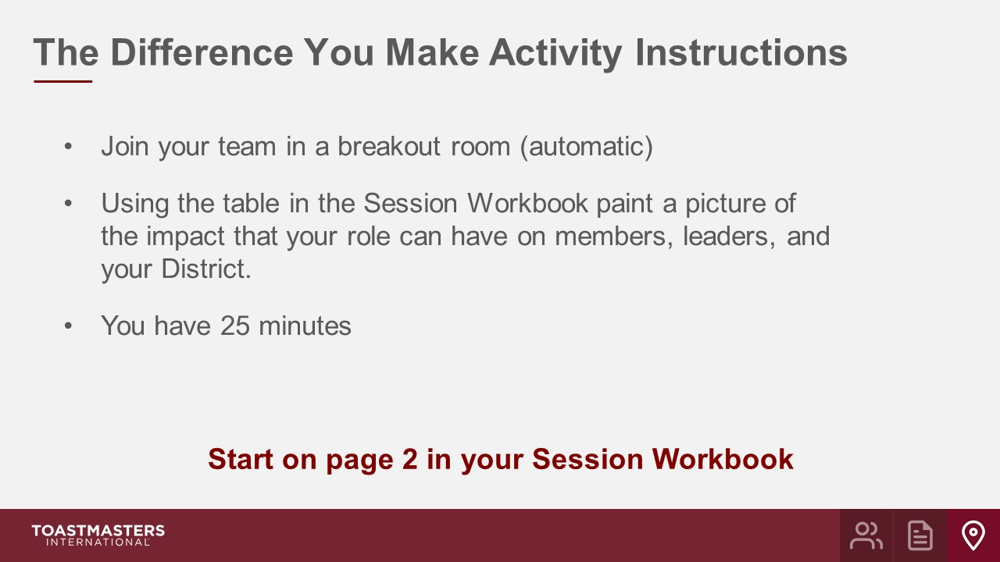 The Difference You Make Activity Instructions
• Join your team in a breakout room (automatic)
• Using the table in the Session Workbook paint a picture of
the impact that your role can have on members, leaders, and
your District.
• You have 25 minutes
Start on page 2 in your Session Workbook
TOASTMASTERS
INTERNATIONAL